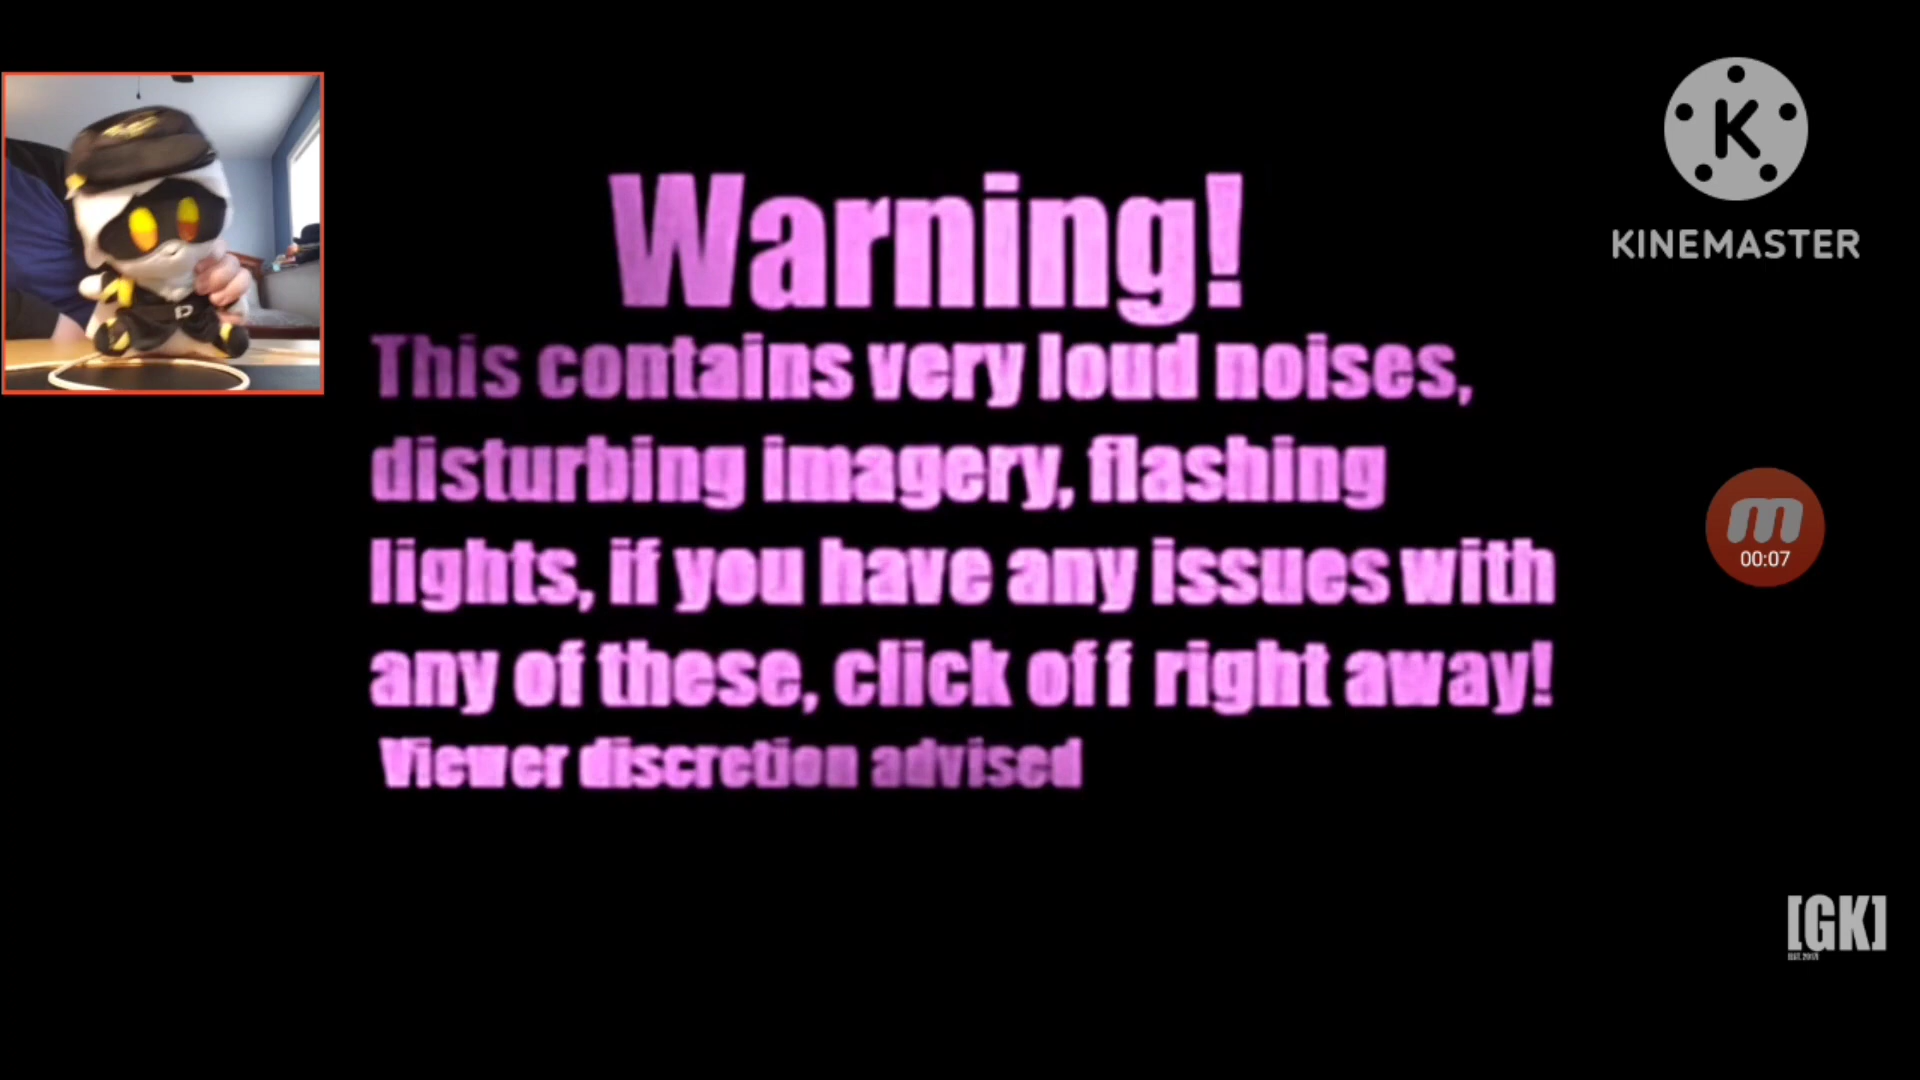 Warning!
This contains very loud noises,
disturbing imagery, flashing
lights, if you have any issues with
any of these, click off right away!
Viewer discretion advised
KINEMASTER
00:07
[GK]